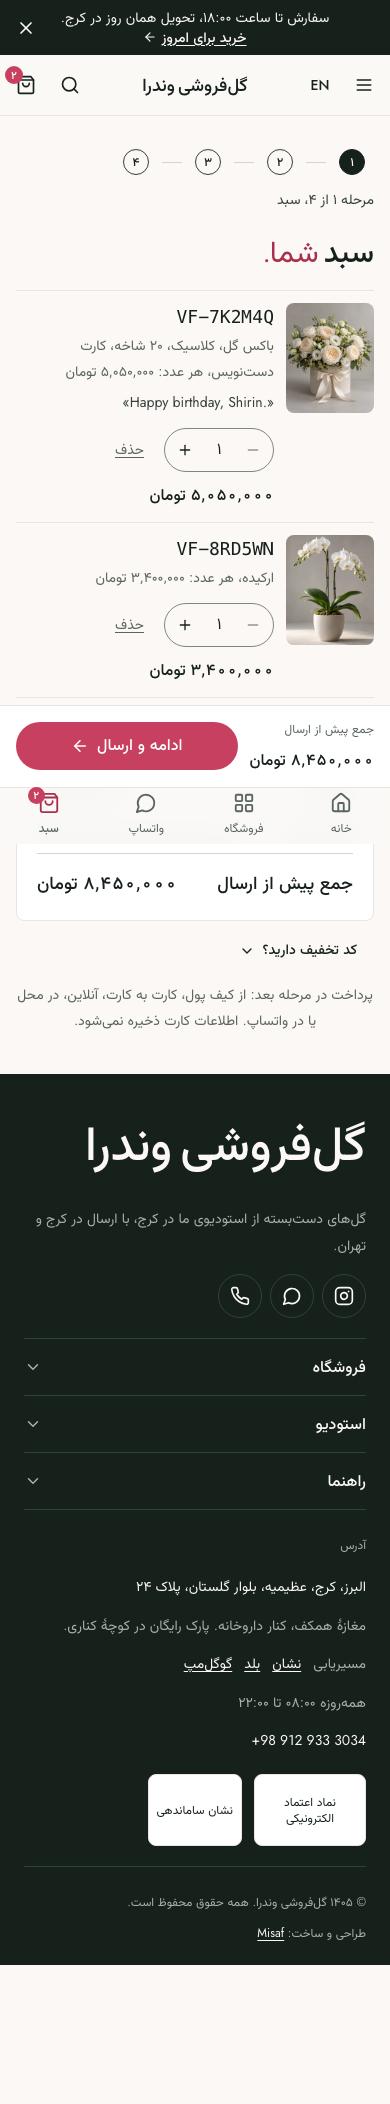 سفارش تا ساعت ۱۸:۰۰، تحویل همان روز در کرج.
خرید برای امروز ←
EN
گل‌فروشی وندرا
۲
۱
۲
۳
۴
مرحله ۱ از ۴، سبد
سبد شما.
VF-7K2M4Q
باکس گل، کلاسیک، ۲۰ شاخه، کارت
دست‌نویس، هر عدد: ۵,۰۵۰,۰۰۰ تومان
«Happy birthday, Shirin.»
۱
حذف
۵,۰۵۰,۰۰۰ تومان
VF-8RD5WN
ارکیده، هر عدد: ۳,۴۰۰,۰۰۰ تومان
۱
حذف
۳,۴۰۰,۰۰۰ تومان
جمع پیش از ارسال
۸,۴۵۰,۰۰۰ تومان
ادامه و ارسال ←
خانه
فروشگاه
واتساپ
سبد
۲
جمع پیش از ارسال
۸,۴۵۰,۰۰۰ تومان
کد تخفیف دارید؟
پرداخت در مرحله بعد: از کیف پول، کارت به کارت، آنلاین، در محل
یا در واتساپ. اطلاعات کارت ذخیره نمی‌شود.
گل‌فروشی وندرا
گل‌های دست‌بسته از استودیوی ما در کرج، با ارسال در کرج و
تهران.
فروشگاه
استودیو
راهنما
آدرس
البرز، کرج، عظیمیه، بلوار گلستان، پلاک ۲۴
مغازهٔ همکف، کنار داروخانه. پارک رایگان در کوچهٔ کناری.
مسیریابی نشان بلد گوگل‌مپ
همه‌روزه ۰۸:۰۰ تا ۲۲:۰۰
+98 912 933 3034
نماد اعتماد
الکترونیکی
نشان ساماندهی
© ۱۴۰۵ گل‌فروشی وندرا. همه حقوق محفوظ است.
طراحی و ساخت: Misaf